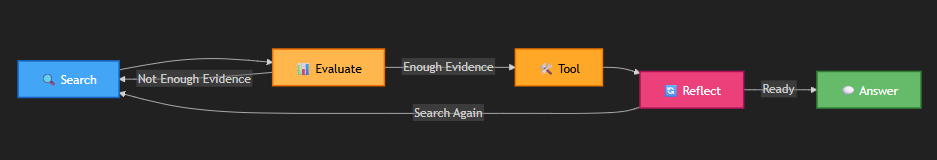 🔍 Search
Not Enough Evidence
📊 Evaluate
Enough Evidence
🛠️ Tool
Search Again
🔄 Reflect
Ready
💬 Answer